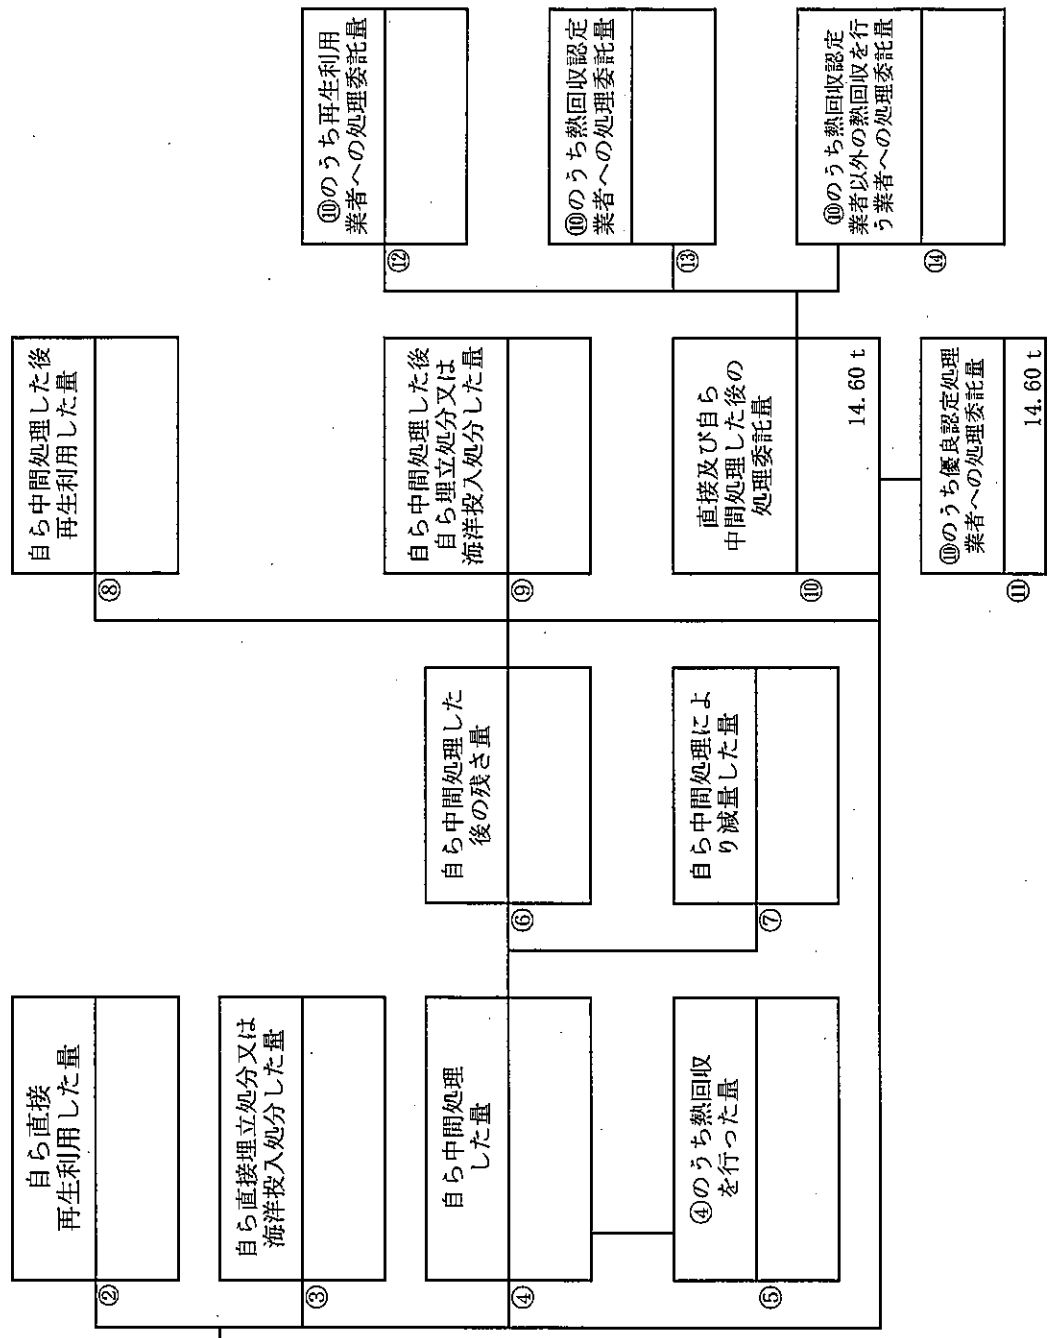 ②
自ら直接
再生利用した量
③
自ら直接埋立処分又は
海洋投入処分した量
④
自ら中間処理
した量
⑤
④のうち熱回収
を行った量
⑥
自ら中間処理した
後の残さ量
⑦
自ら中間処理によ
り減量した量
⑧
自ら中間処理した後
再生利用した量
⑨
自ら中間処理した後
自ら埋立処分又は
海洋投入処分した量
⑩
直接及び自ら
中間処理した後の
処理委託量
14.60 t
⑪
⑩のうち優良認定処理
業者への処理委託量
14.60 t
⑫
⑩のうち再生利用
業者への処理委託量
⑬
⑩のうち熱回収認定
業者への処理委託量
⑭
⑩のうち熱回収認定
業者以外の熱回収を行
う業者への処理委託量